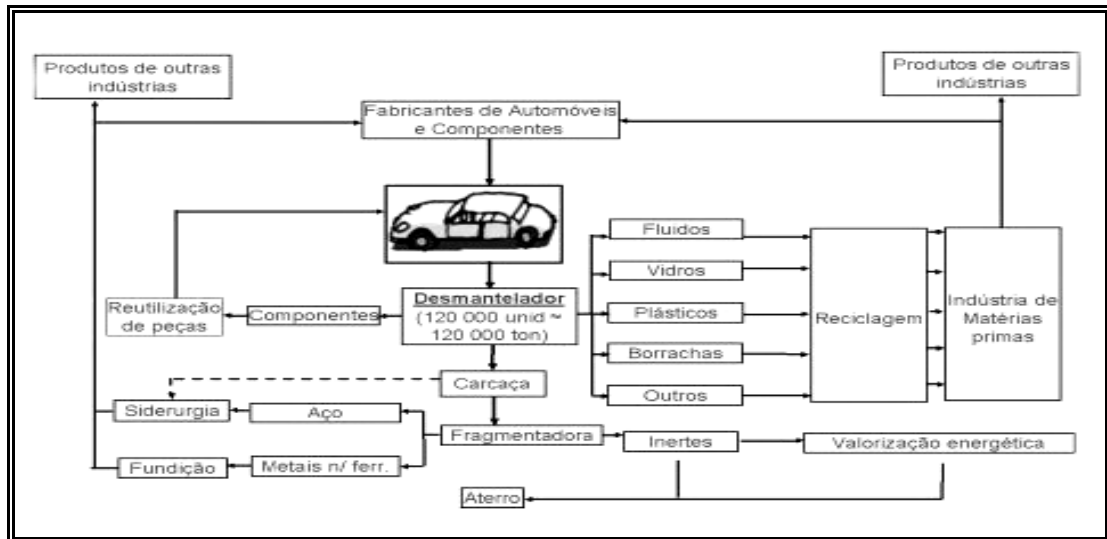 Produtos de outras
indústrias
Produtos de outras
indústrias
Fabricantes de Automóveis
e Componentes
Fluidos
Vidros
Plásticos
Borrachas
Outros
Reciclagem
Indústria de
Matérias
primas
Desmantelador
(120 000 unid ~
120 000 ton)
Componentes
Reutilização
de peças
Carcaça
Siderurgia
Aço
Fragmentadora
Inertes
Valorização energética
Fundição
Metais n/ ferr.
Aterro